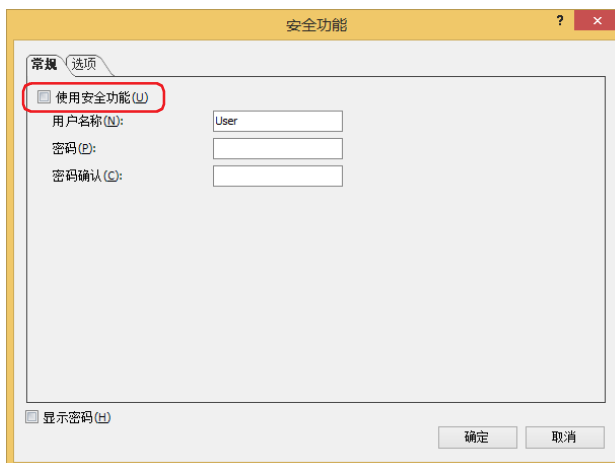 安全功能 ? ×
常规 选项
使用安全功能(U)
用户名称(N): User
密码(P):
密码确认(C):
显示密码(H)
确定 取消